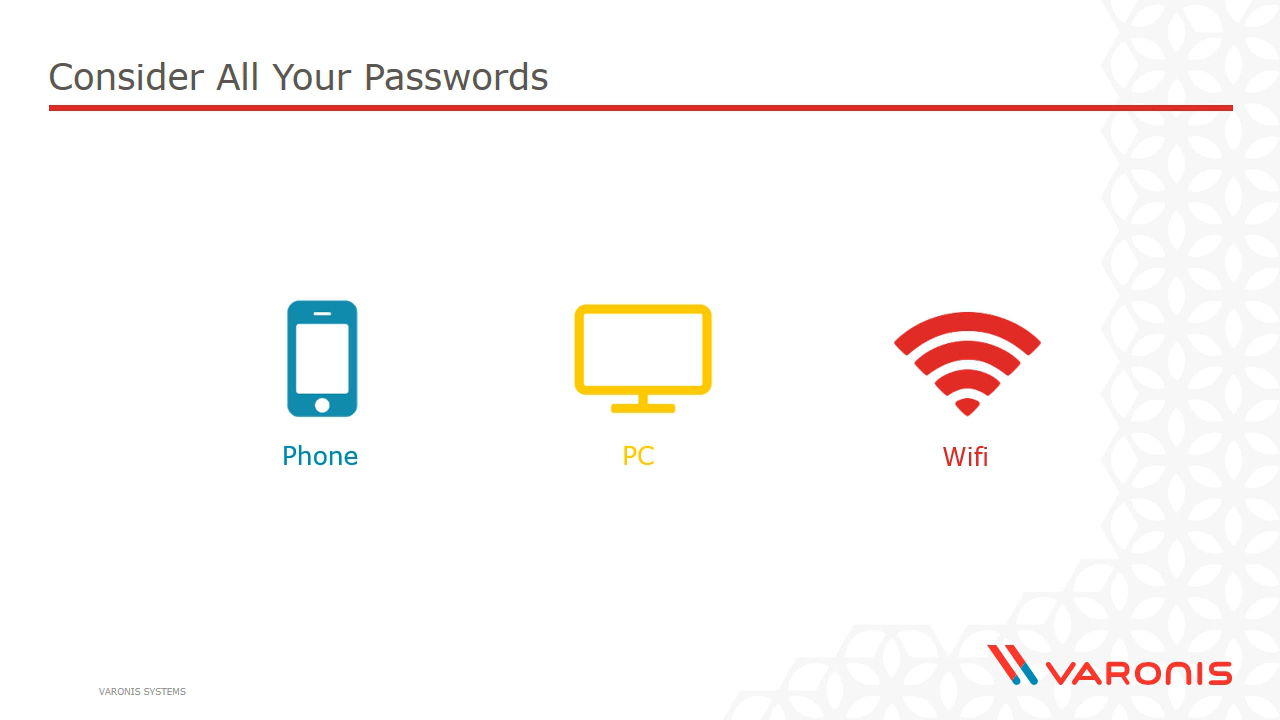 Consider All Your Passwords
Phone
PC
Wifi
VARONIS SYSTEMS
VARONIS